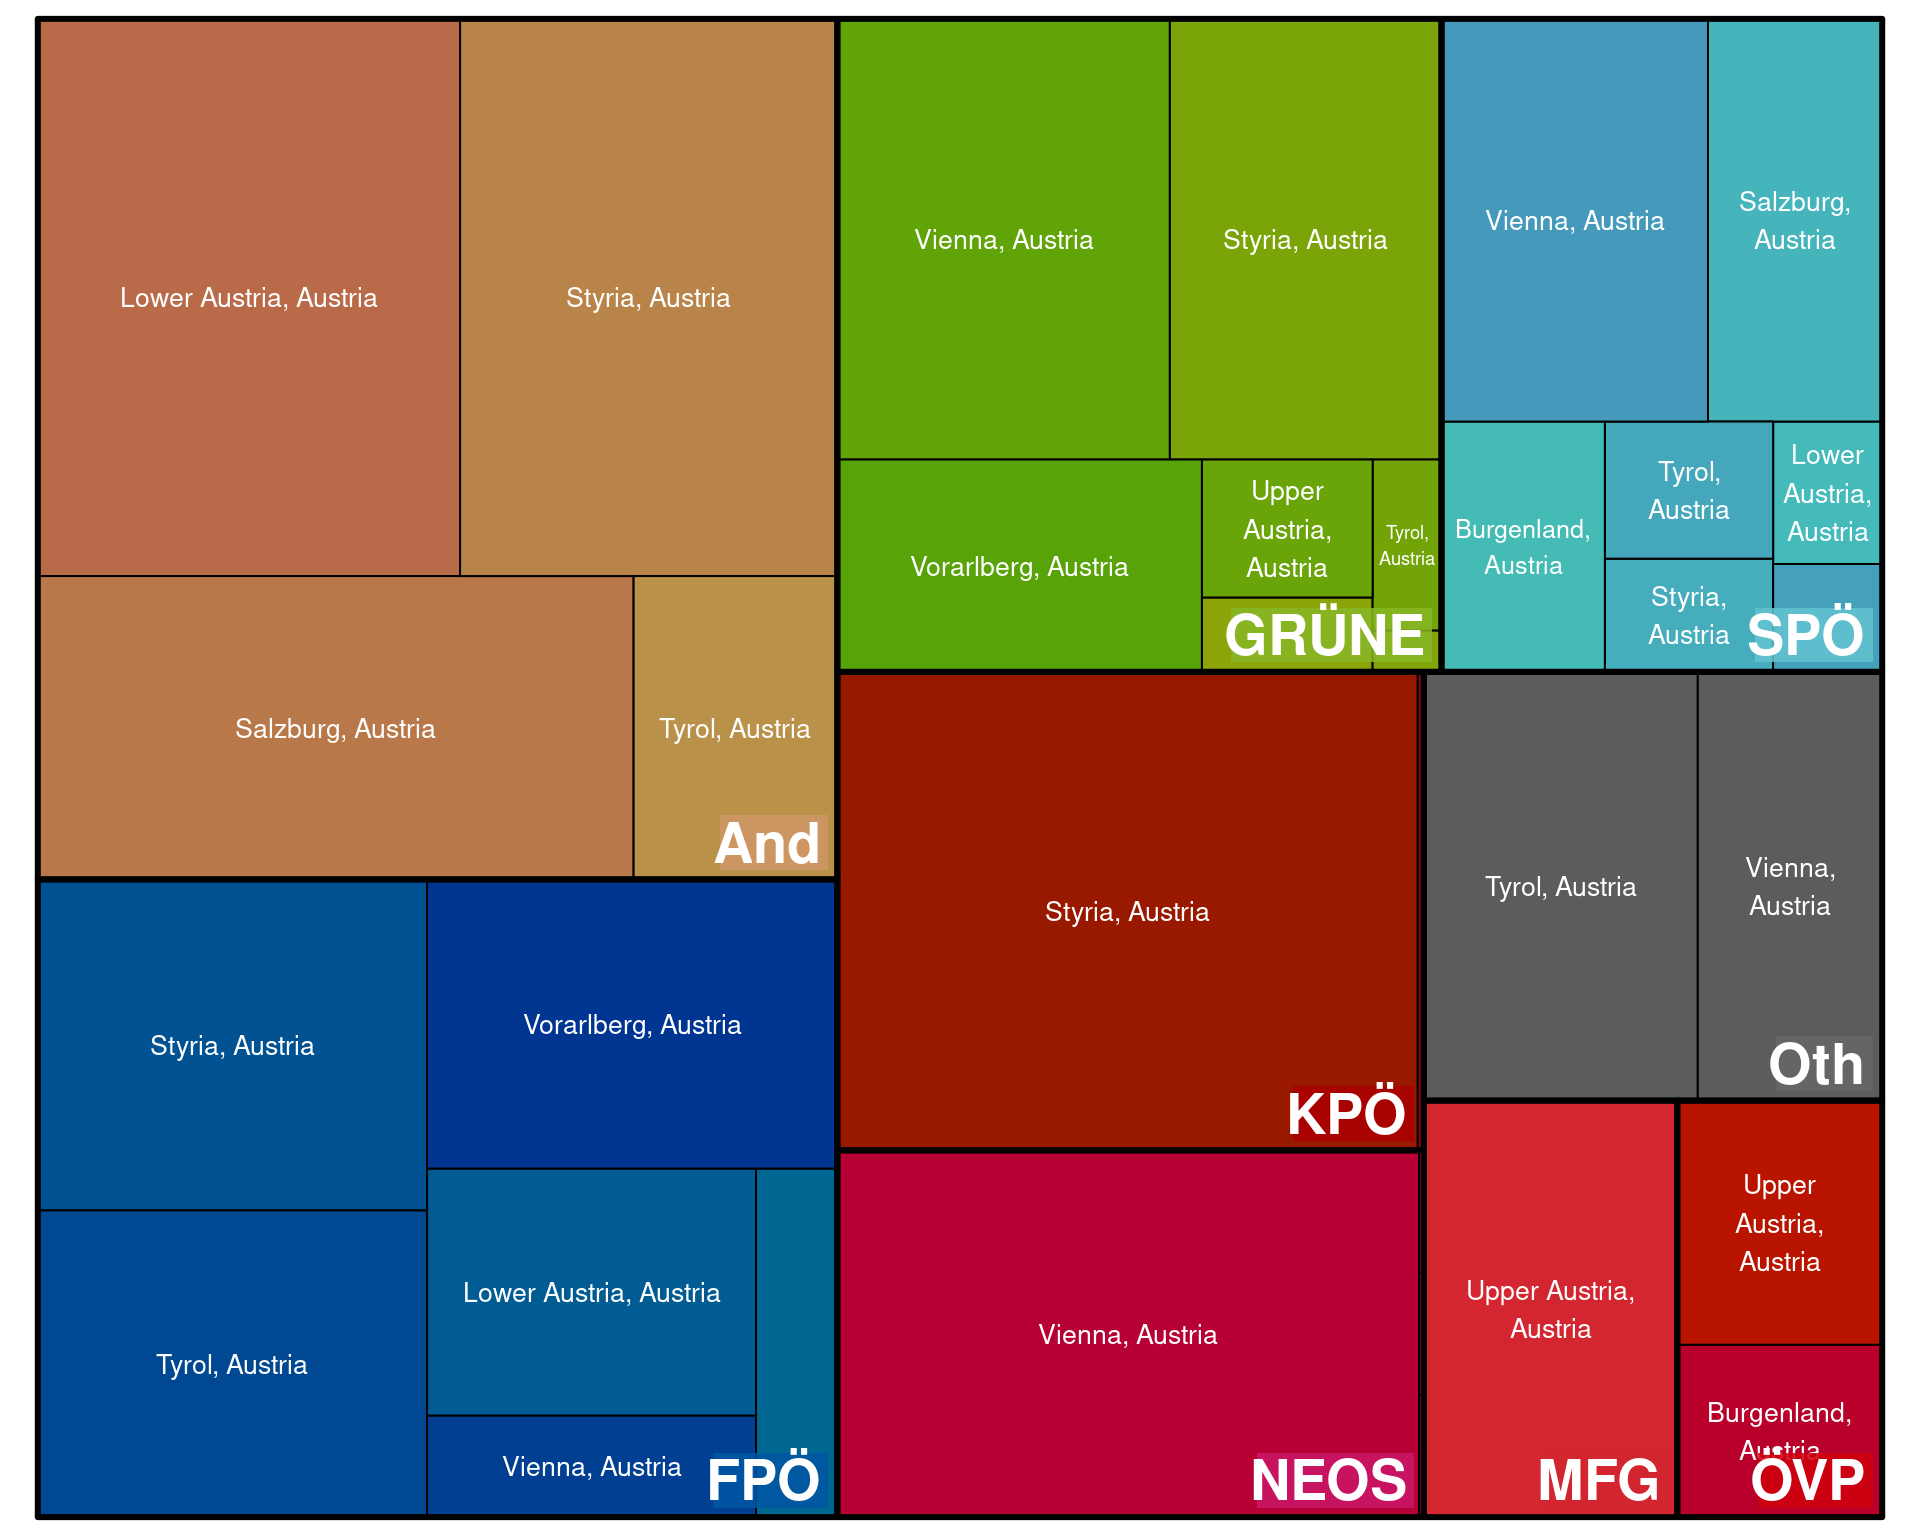 Lower Austria, Austria
Styria, Austria
Salzburg, Austria
Tyrol, Austria
And
Styria, Austria
Vorarlberg, Austria
Tyrol, Austria
Lower Austria, Austria
Vienna, Austria
FPÖ
Vienna, Austria
Styria, Austria
Vorarlberg, Austria
Upper
Austria,
Austria
Tyrol,
Austria
GRÜNE
Vienna, Austria
Salzburg,
Austria
Burgenland,
Austria
Tyrol,
Austria
Lower
Austria,
Austria
Styria,
Austria
SPÖ
Styria, Austria
KPÖ
Vienna, Austria
NEOS
Tyrol, Austria
Vienna,
Austria
Oth
Upper Austria,
Austria
MFG
Upper
Austria,
Austria
Burgenland,
Austria
ÖVP